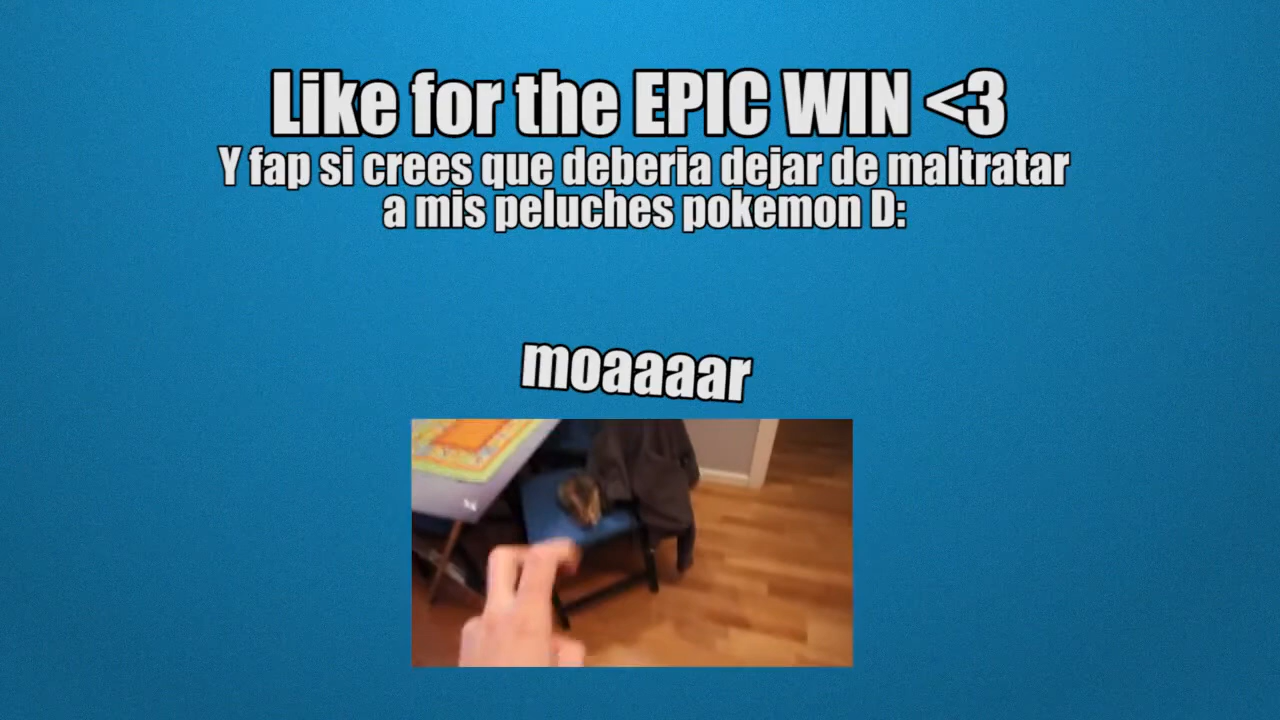 Like for the EPIC WIN <3
Y fap si crees que deberia dejar de maltratar
a mis peluches pokemon D:
moaaaar